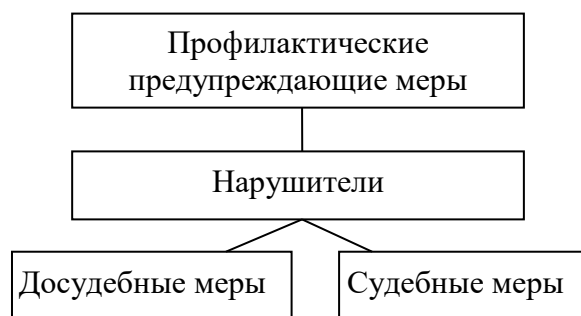 Профилактические
предупреждающие меры
Нарушители
Досудебные меры
Судебные меры